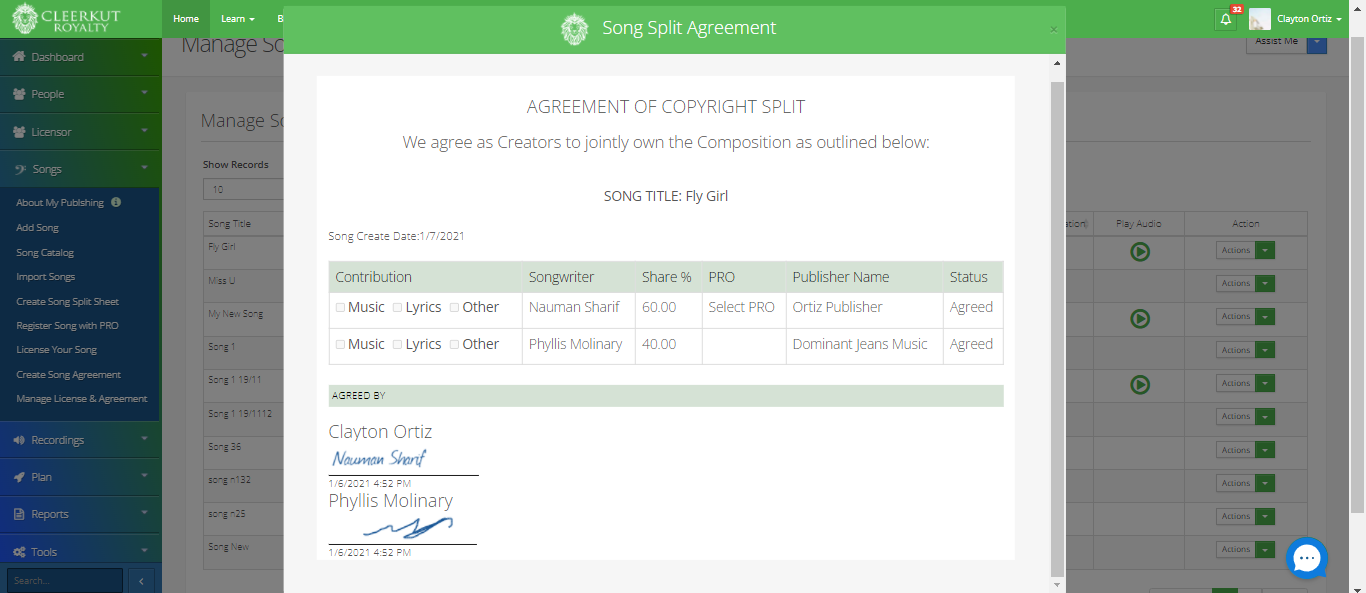 CLEERKUT
ROYALTY
Home
Learn
B
Song Split Agreement
×
32
Clayton Ortiz
Manage So
Assist Me
Dashboard
People
Licensor
Songs
About My Publshing
Add Song
Song Catalog
Import Songs
Create Song Split Sheet
Register Song with PRO
License Your Song
Create Song Agreement
Manage License & Agreement
Recordings
Plan
Reports
Tools
Search...
Manage So
Show Records
10
Song Title
Fly Girl
Miss U
My New Song
Song 1
Song 1 19/11
Song 1 19/1112
Song 36
song n132
song n25
Song New
AGREEMENT OF COPYRIGHT SPLIT
We agree as Creators to jointly own the Composition as outlined below:
SONG TITLE: Fly Girl
Song Create Date:1/7/2021
Contribution Songwriter Share % PRO Publisher Name Status
Music Lyrics Other Nauman Sharif 60.00 Select PRO Ortiz Publisher Agreed
Music Lyrics Other Phyllis Molinary 40.00 Dominant Jeans Music Agreed
AGREED BY
Clayton Ortiz
Nauman Sharif
1/6/2021 4:52 PM
Phyllis Molinary
1/6/2021 4:52 PM
ation) Play Audio Action
Actions
Actions
Actions
Actions
Actions
Actions
Actions
Actions
Actions
Actions